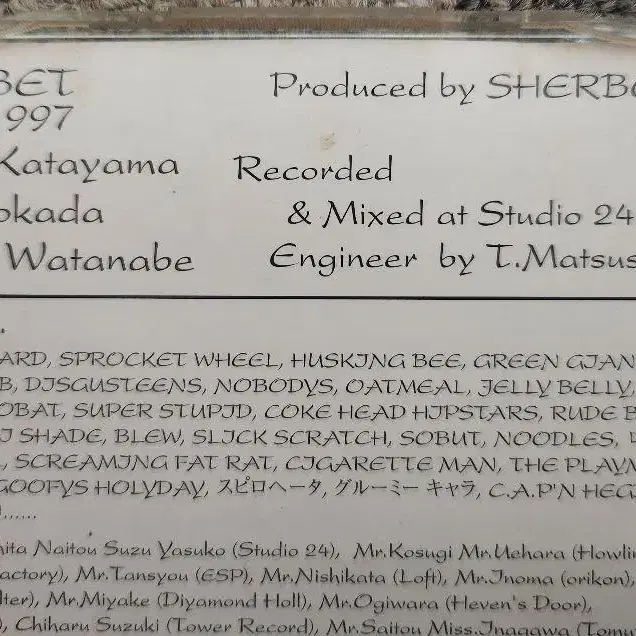 BET Produced by SHERB
997
Katayama Recorded
okada & Mixed at Studio 24
Watanabe Engineer by T.Matsus
ARD, SPROCKET WHEEL, HUSKING BEE, GREEN GIAN
B, DISGUSTEENS, NOBODYS, OATMEAL, JELLY BELLY,
OBAT, SUPER STUPID, COKE HEAD HIPSTARS, RUDE B
I SHADE, BLEW, SLICK SCRATCH, SOBUT, NOODLES,
, SCREAMING FAT RAT, CIGARETTE MAN, THE PLAYM
GOOFYS HOLYDAY, スピロヘータ, グルーミー キャラ, C.A.P'N HEG
......
ita Naitou Suzu Yasuko (Studio 24), Mr.Kosugi Mr.Uehara (Howlin
actory), Mr.Tansyou (ESP), Mr.Nishikata (Loft), Mr.Inoma (orikon),
lter), Mr.Miyake (Diyamond Holl), Mr.Ogiwara (Heven's Door),
), Chiharu Suzuki (Tower Record), Mr.Saitou Miss.Inagawa (Tomu